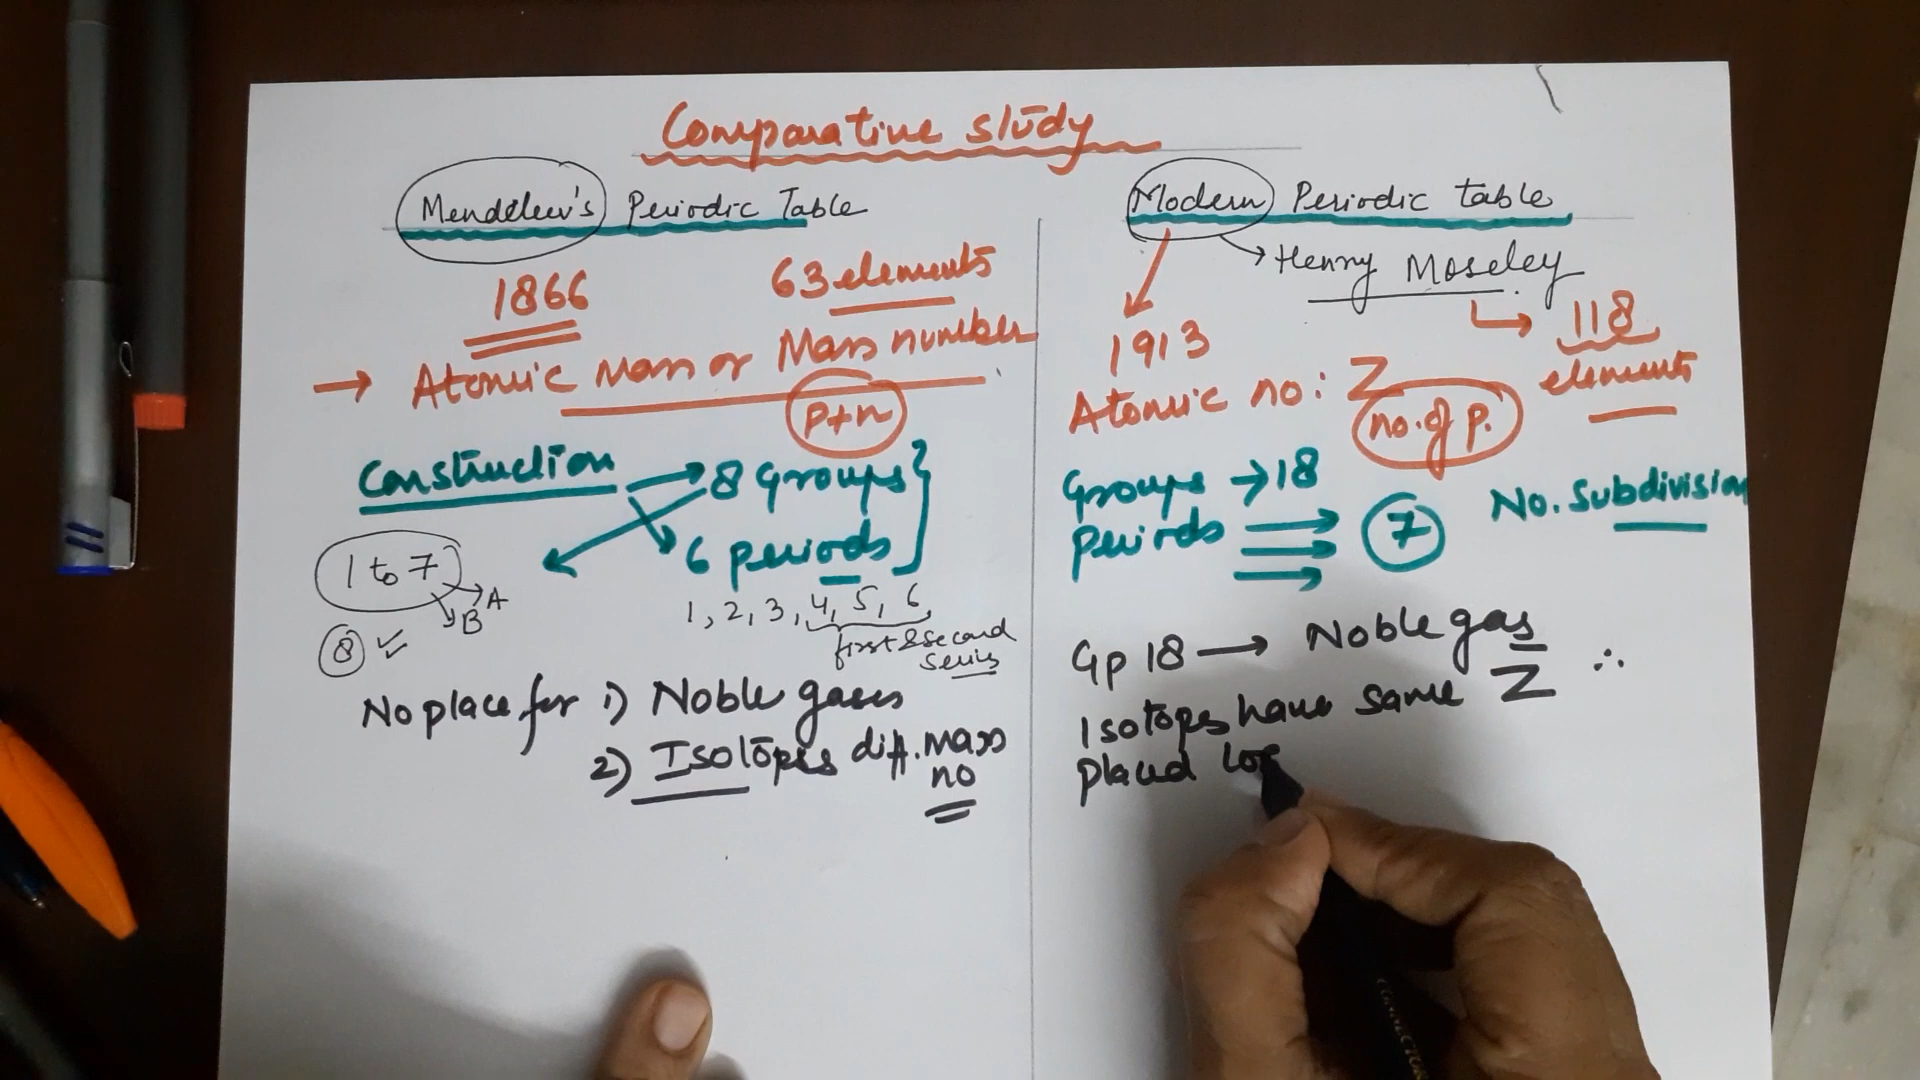 Comparative study
Mendeleev's Periodic Table
1866
63 elements
→ Atomic mass or Mass number
p+n
Construction → 8 Groups
6 periods
1 to 7
A
B
8 ✓
1, 2, 3, 4, 5, 6
first & second
series
No place for 1) Noble gases
2) Isotopes diff. mass
no
Modern Periodic table
→ Henry Moseley
1913
118
elements
Atomic no: Z
no. of p.
Groups → 18
periods → 7
No. Subdivision
Gp 18 → Noble gas
Isotopes have same Z ∴
placed